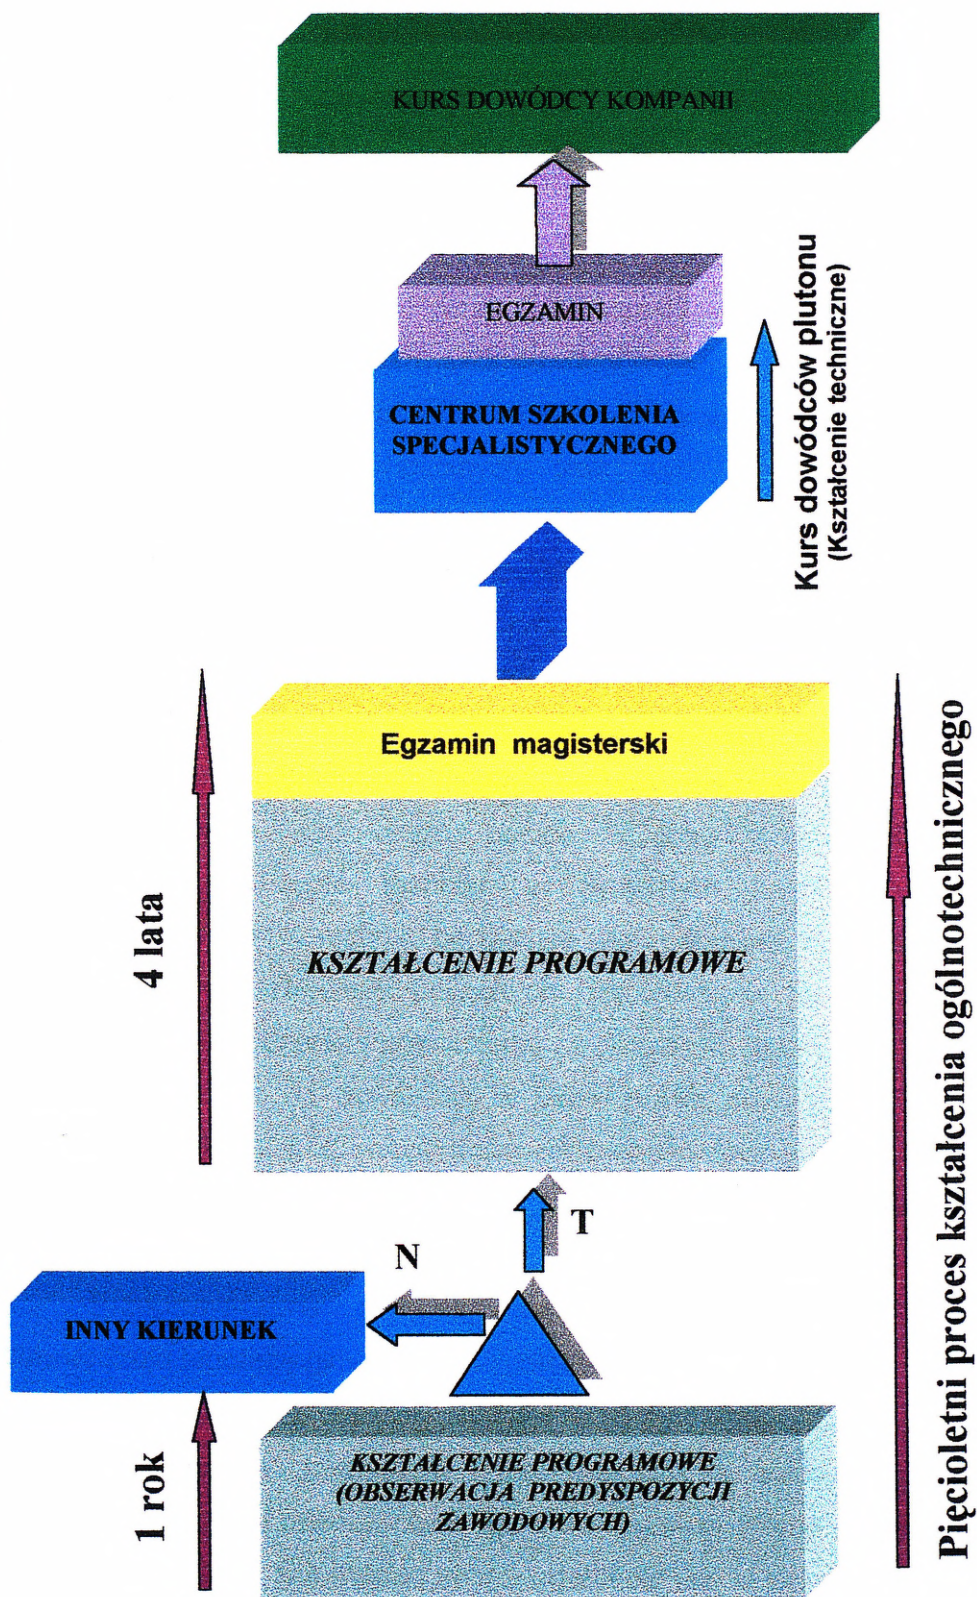 KURS DOWÓDCY KOMPANII
EGZAMIN
CENTRUM SZKOLENIA
SPECJALISTYCZNEGO
Kurs dowódców plutonu
(Kształcenie techniczne)
Egzamin magisterski
4 lata
KSZTAŁCENIE PROGRAMOWE
T
N
INNY KIERUNEK
1 rok
KSZTAŁCENIE PROGRAMOWE
(OBSERWACJA PREDYSPOZYCJI
ZAWODOWYCH)
Pięcioletni proces kształcenia ogólnotechnicznego